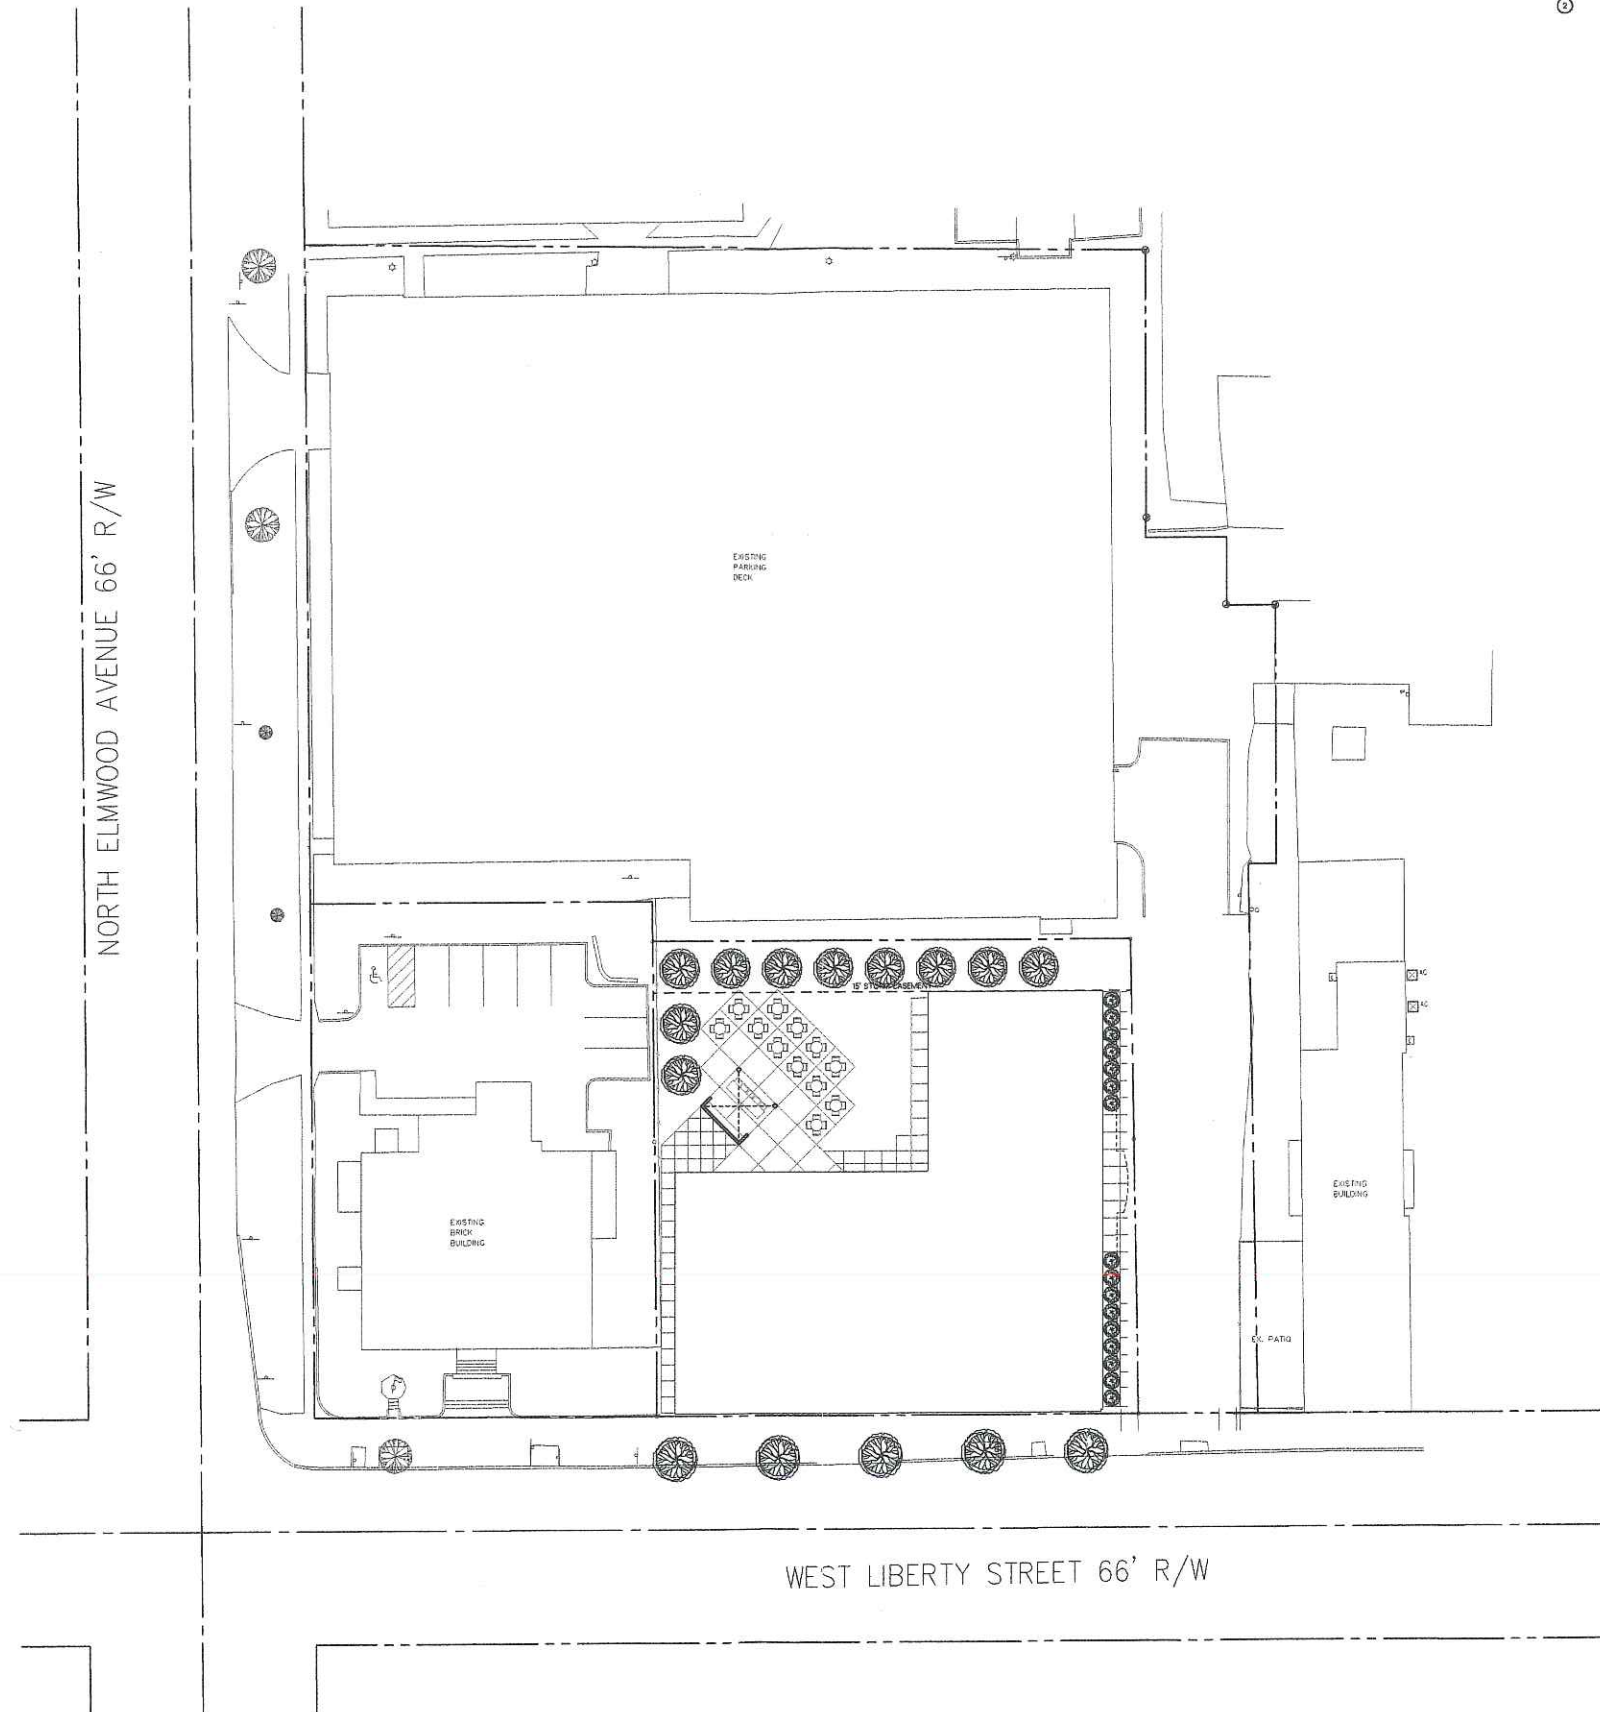 2
EXISTING
PARKING
DECK
NORTH ELMWOOD AVENUE 66' R/W
15' STORM EASEMENT
AC
AC
EXISTING
BUILDING
EXISTING
BRICK
BUILDING
EX. PATIO
WEST LIBERTY STREET 66' R/W